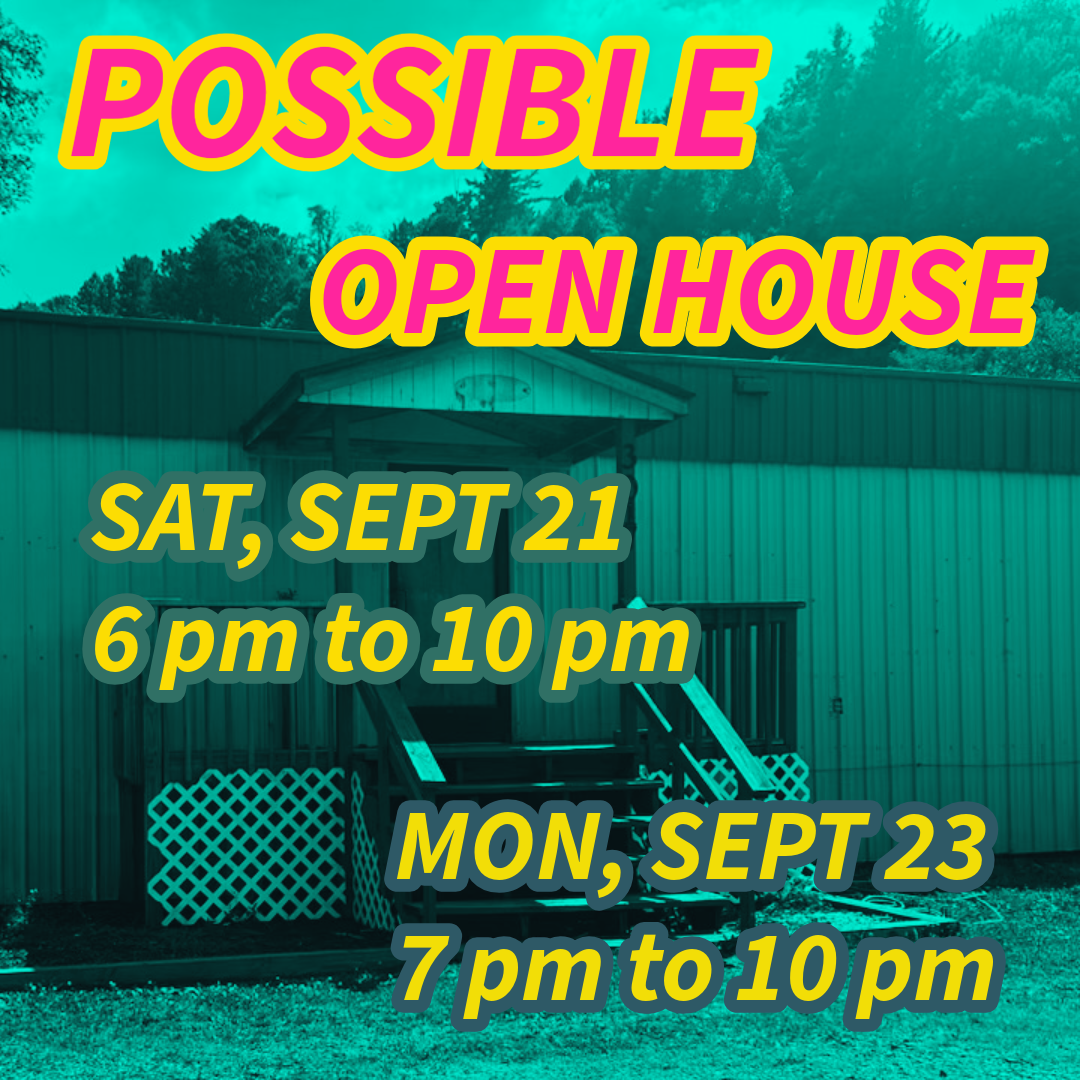 POSSIBLE
OPEN HOUSE
SAT, SEPT 21
6 pm to 10 pm
MON, SEPT 23
7 pm to 10 pm